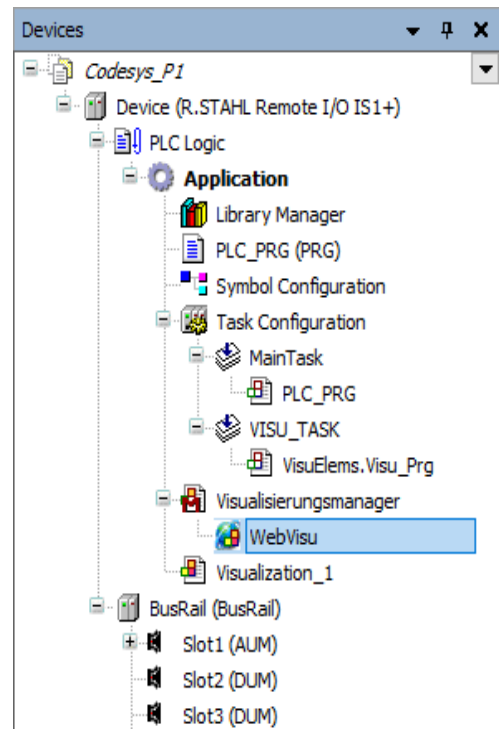 Devices
Codesys_P1
Device (R.STAHL Remote I/O IS1+)
PLC Logic
Application
Library Manager
PLC_PRG (PRG)
Symbol Configuration
Task Configuration
MainTask
PLC_PRG
VISU_TASK
VisuElems.Visu_Prg
Visualisierungsmanager
WebVisu
Visualization_1
BusRail (BusRail)
Slot1 (AUM)
Slot2 (DUM)
Slot3 (DUM)